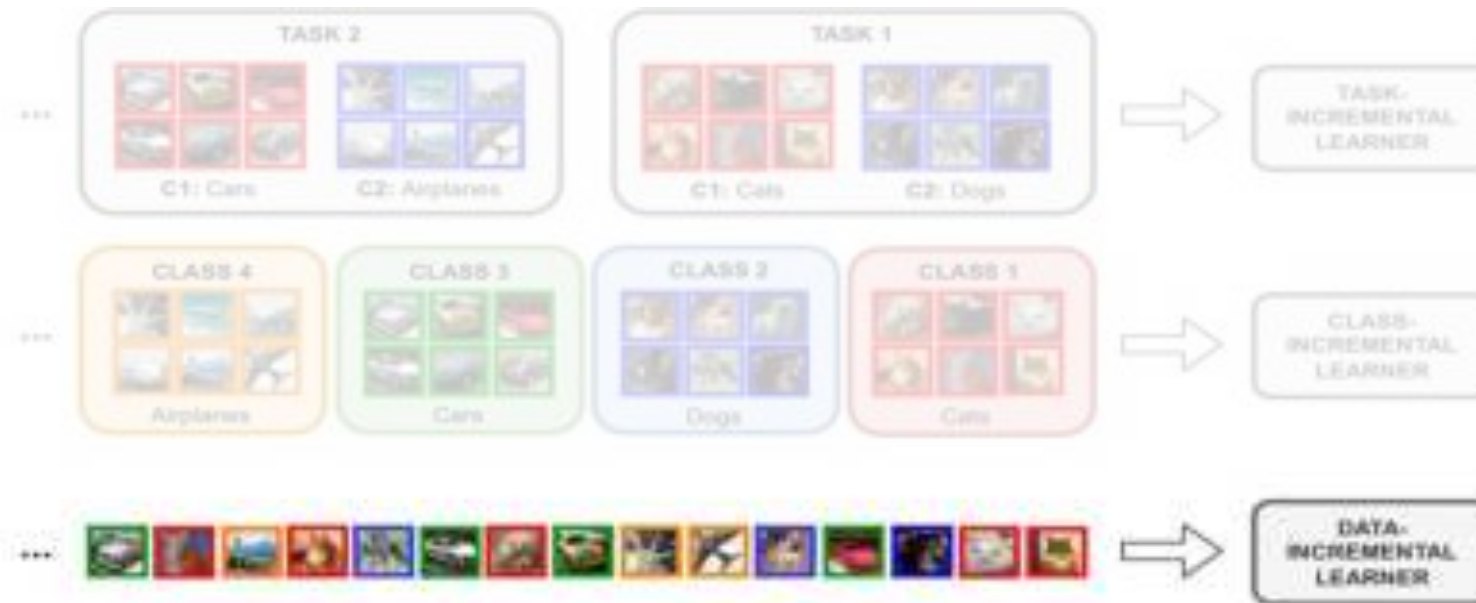 TASK 2
TASK 1
...
C1: Cars
C2: Airplanes
C1: Cats
C2: Dogs
TASK-
INCREMENTAL
LEARNER
CLASS 4
CLASS 3
CLASS 2
CLASS 1
...
Airplanes
Cars
Dogs
Cats
CLASS-
INCREMENTAL
LEARNER
...
DATA-
INCREMENTAL
LEARNER